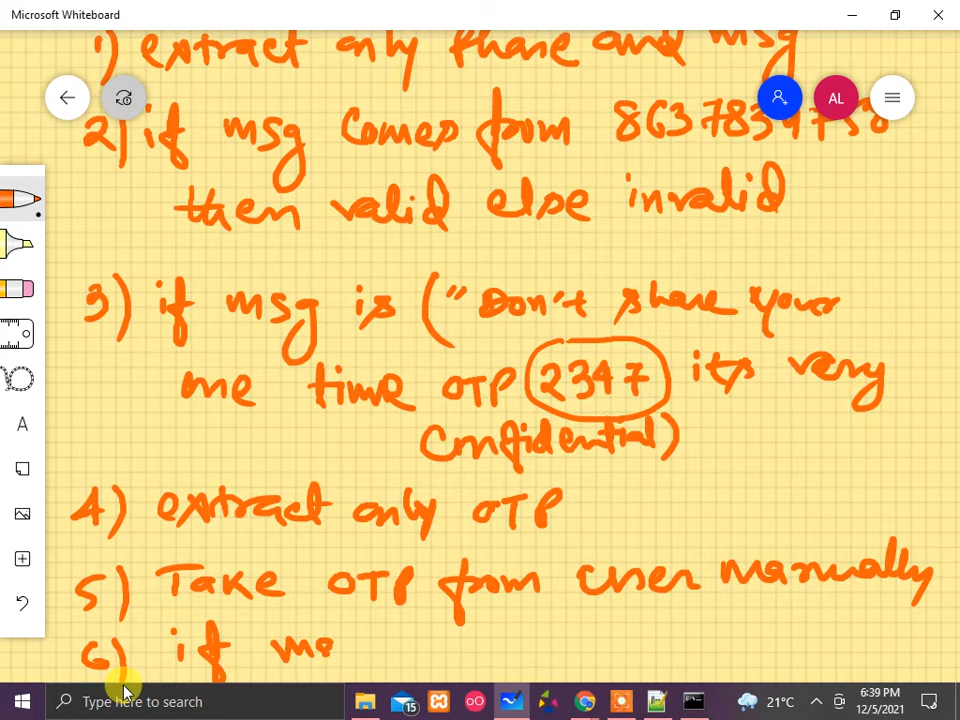 Microsoft Whiteboard
1) extract only phone and msg
AL
2) if msg comes from
then valid else invalid
3) if msg is ("Don't share your
one time OTP 2347 its very
confidential)
4) extract only OTP
A
5) Take OTP from user manually
6) if
Type here to search
15
21°C
6:39 PM
12/5/2021